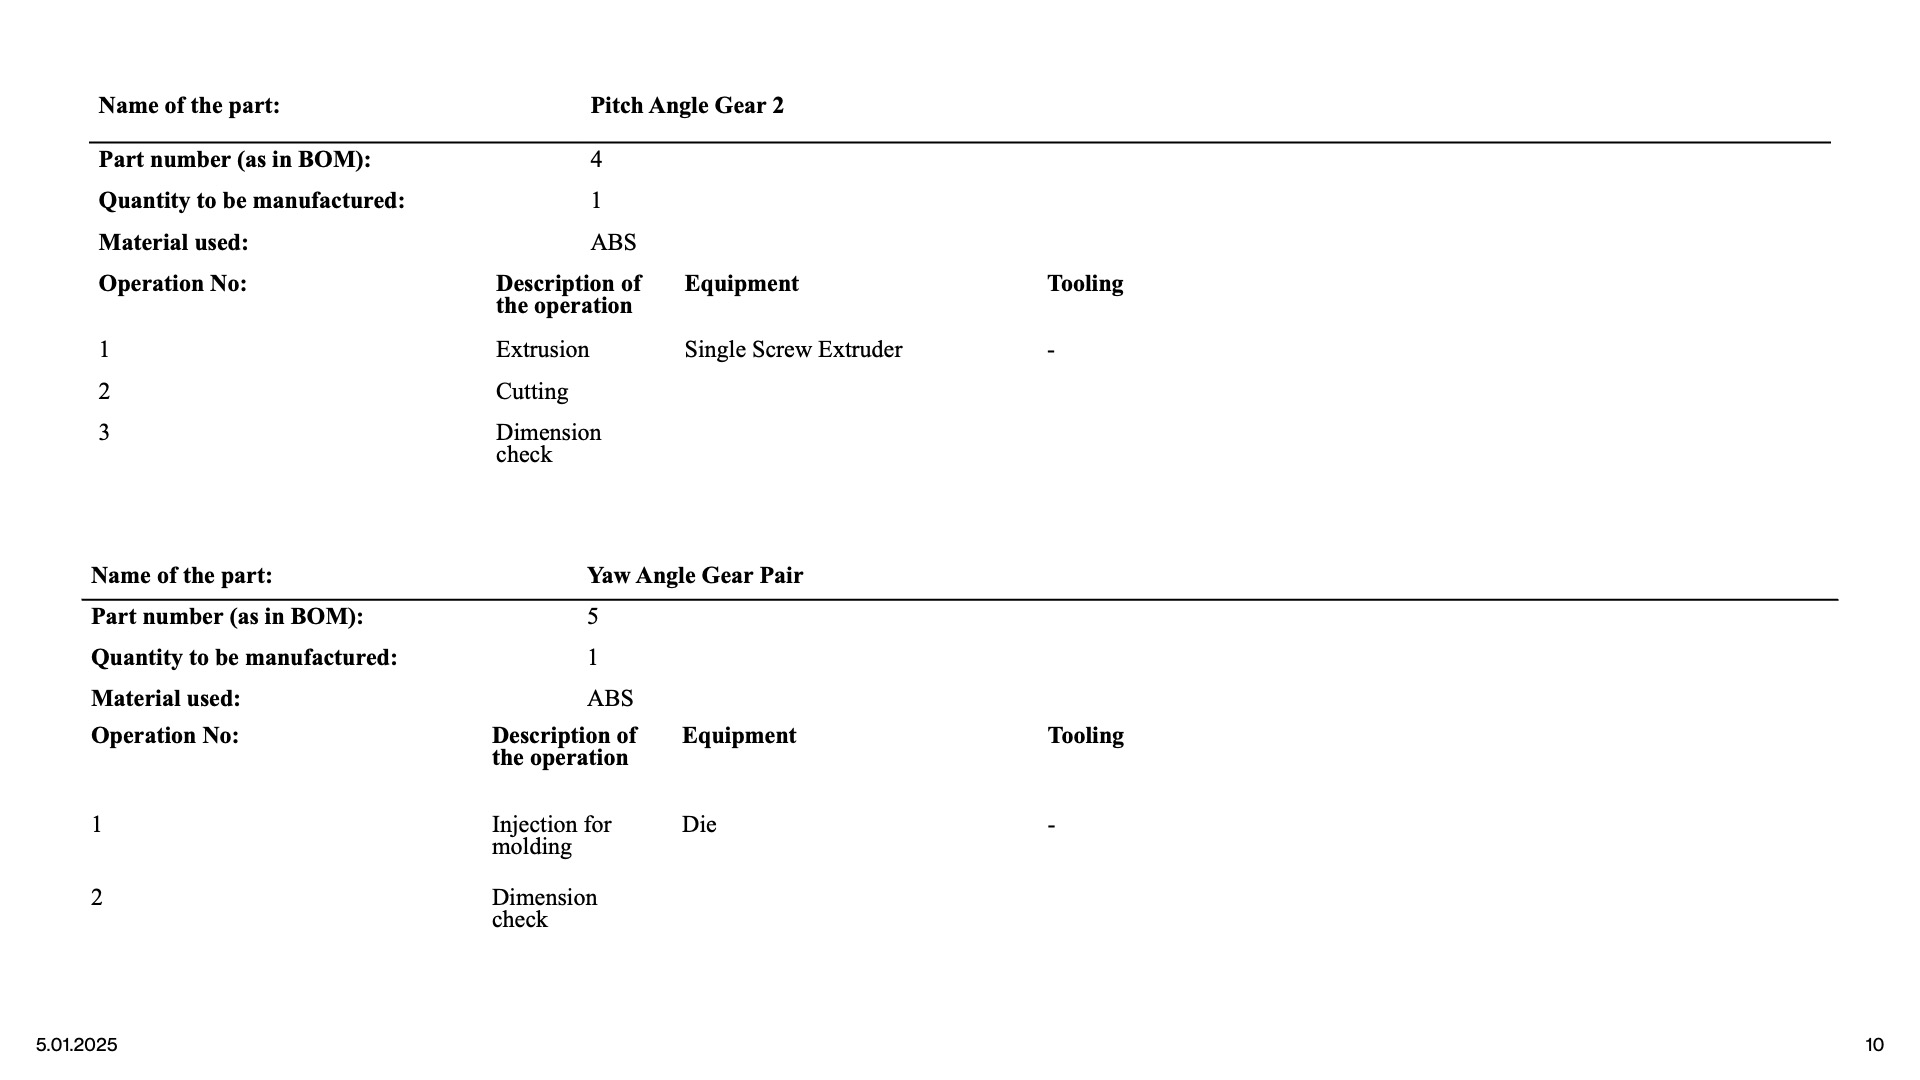 Name of the part: Pitch Angle Gear 2
Part number (as in BOM): 4
Quantity to be manufactured: 1
Material used: ABS
Operation No: Description of Equipment Tooling
the operation
1 Extrusion Single Screw Extruder -
2 Cutting
3 Dimension
check
Name of the part: Yaw Angle Gear Pair
Part number (as in BOM): 5
Quantity to be manufactured: 1
Material used: ABS
Operation No: Description of Equipment Tooling
the operation
1 Injection for Die -
molding
2 Dimension
check
5.01.2025 10